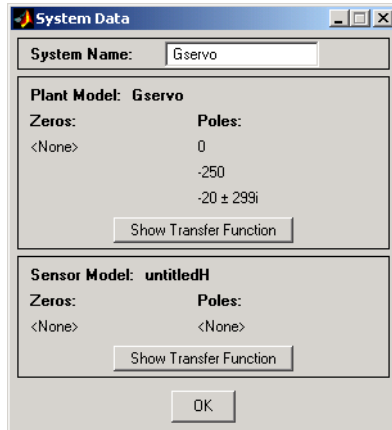 System Data
System Name: Gservo
Plant Model: Gservo
Zeros: Poles:
<None> 0
-250
-20 ± 299i
Show Transfer Function
Sensor Model: untitledH
Zeros: Poles:
<None> <None>
Show Transfer Function
OK